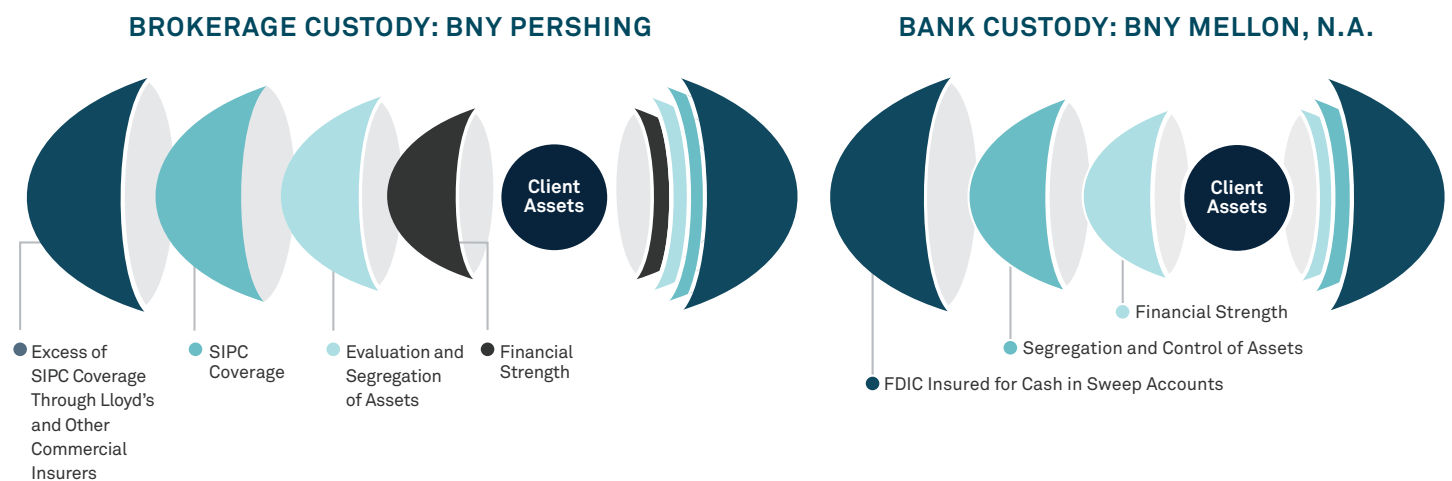 BROKERAGE CUSTODY: BNY PERSHING
Client
Assets
Excess of
SIPC Coverage
Through Lloyd’s
and Other
Commercial
Insurers
SIPC
Coverage
Evaluation and
Segregation
of Assets
Financial
Strength
BANK CUSTODY: BNY MELLON, N.A.
Client
Assets
Financial Strength
Segregation and Control of Assets
FDIC Insured for Cash in Sweep Accounts